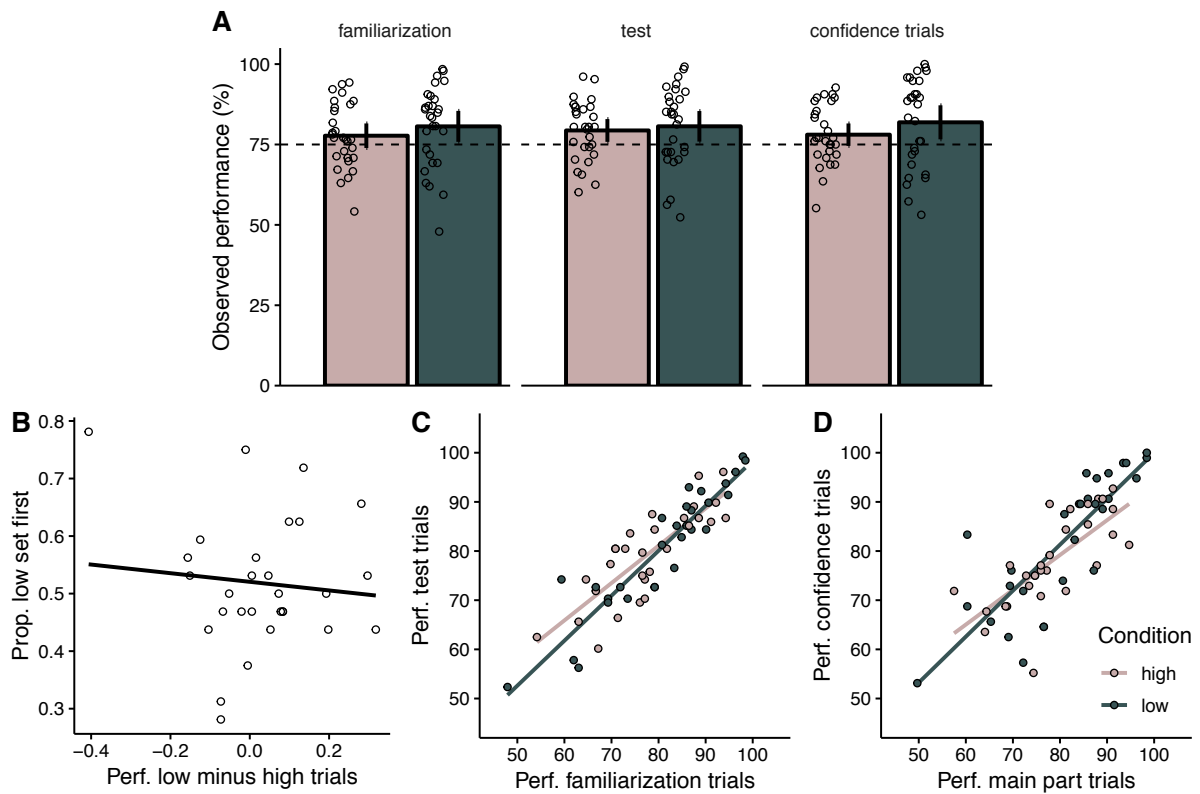 A
familiarization
test
confidence trials
Observed performance (%)
100
75
50
25
0
B
Prop. low set first
0.8
0.7
0.6
0.5
0.4
0.3
−0.4
−0.2
0.0
0.2
Perf. low minus high trials
C
Perf. test trials
100
90
80
70
60
50
50
60
70
80
90
100
Perf. familiarization trials
D
Perf. confidence trials
100
90
80
70
60
50
50
60
70
80
90
100
Perf. main part trials
Condition
high
low